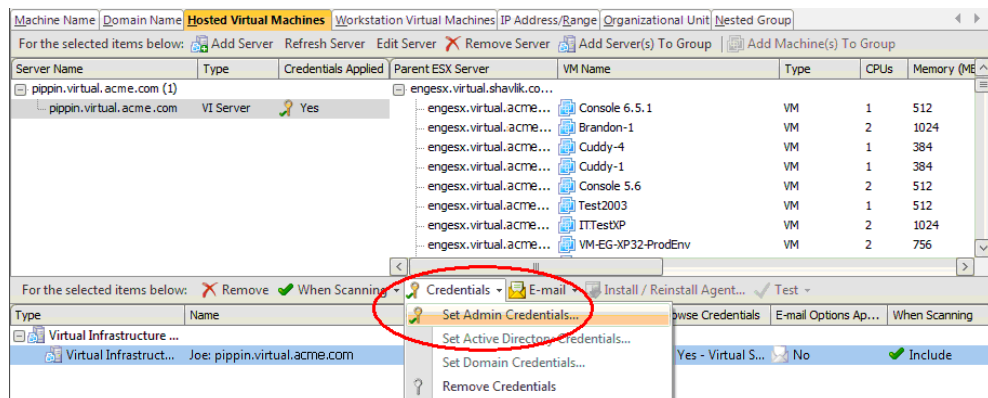 Machine Name Domain Name Hosted Virtual Machines Workstation Virtual Machines IP Address/Range Organizational Unit Nested Group
For the selected items below: Add Server Refresh Server Edit Server Remove Server Add Server(s) To Group Add Machine(s) To Group
Server Name Type Credentials Applied Parent ESX Server VM Name Type CPUs Memory (ME
pippin.virtual.acme.com (1) engesx.virtual.shavlik.co...
pippin.virtual.acme.com VI Server Yes engesx.virtual.acme... Console 6.5.1 VM 1 512
engesx.virtual.acme... Brandon-1 VM 2 1024
engesx.virtual.acme... Cuddy-4 VM 1 384
engesx.virtual.acme... Cuddy-1 VM 1 384
engesx.virtual.acme... Console 5.6 VM 2 512
engesx.virtual.acme... Test2003 VM 1 512
engesx.virtual.acme... ITTestXP VM 2 1024
engesx.virtual.acme... VM-EG-XP32-ProdEnv VM 2 756
For the selected items below: Remove When Scanning Credentials E-mail Install / Reinstall Agent... Test
Type Name owse Credentials E-mail Options Ap... When Scanning
Set Admin Credentials...
Virtual Infrastructure ...
Set Active Directory Credentials...
Virtual Infrastruct... Joe: pippin.virtual.acme.com Yes - Virtual S... No Include
Set Domain Credentials...
Remove Credentials